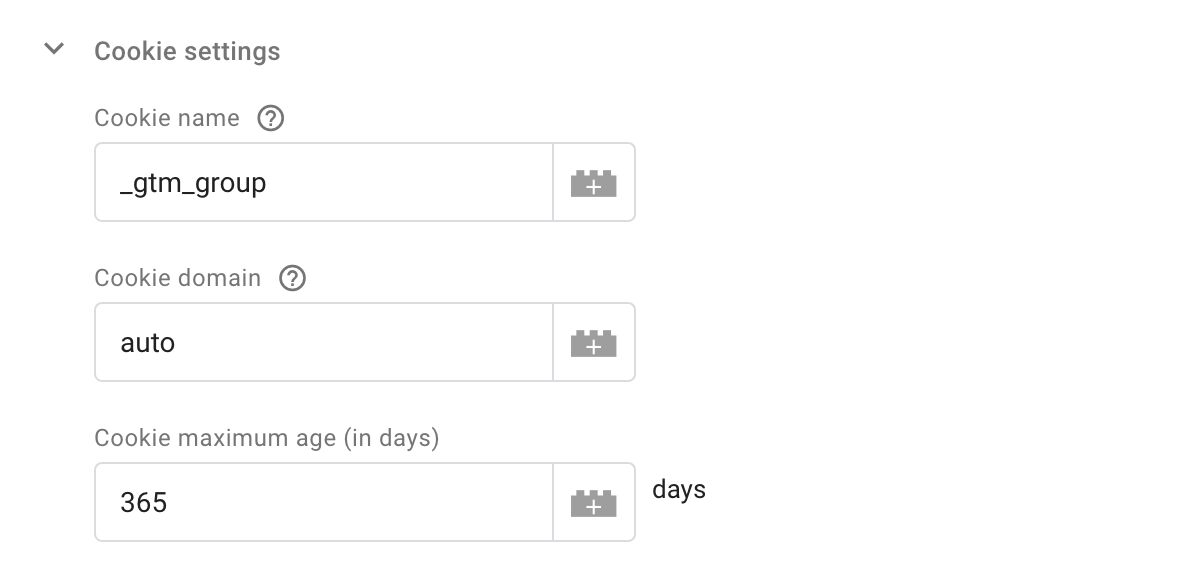 Cookie settings
Cookie name
_gtm_group
Cookie domain
auto
Cookie maximum age (in days)
365 days